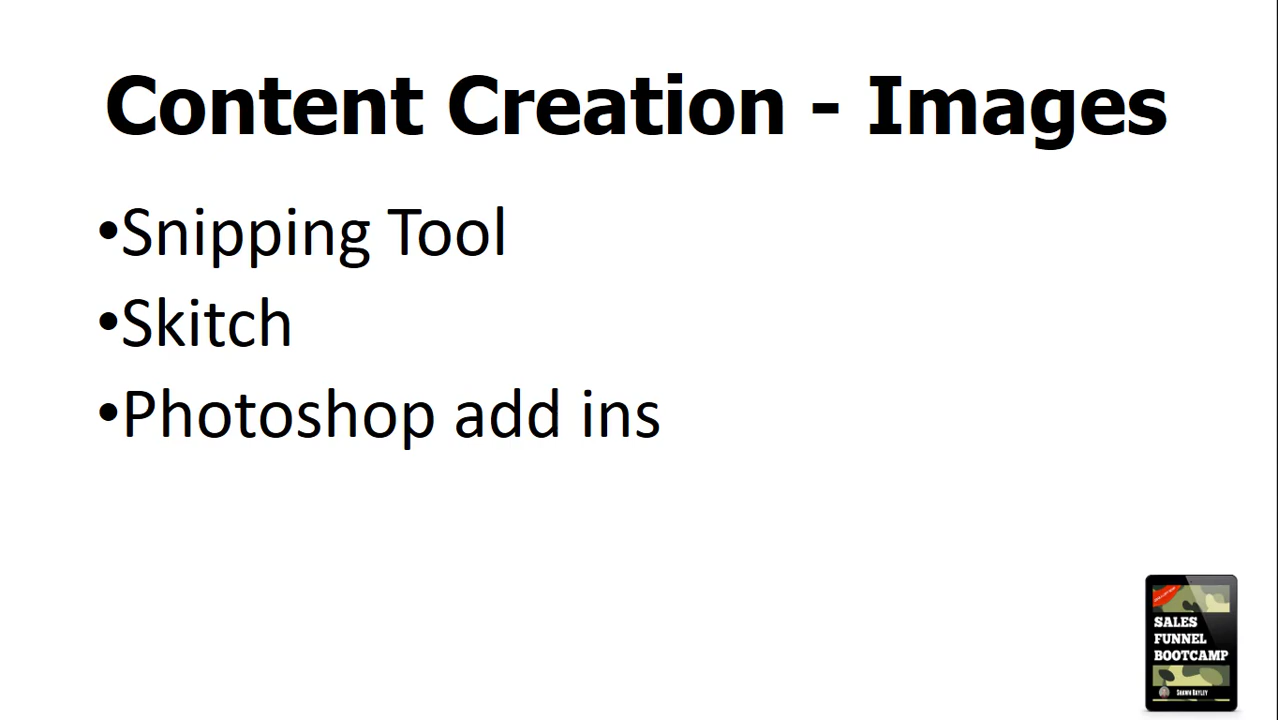 Content Creation - Images
•Snipping Tool
•Skitch
•Photoshop add ins
SALES
FUNNEL
BOOTCAMP